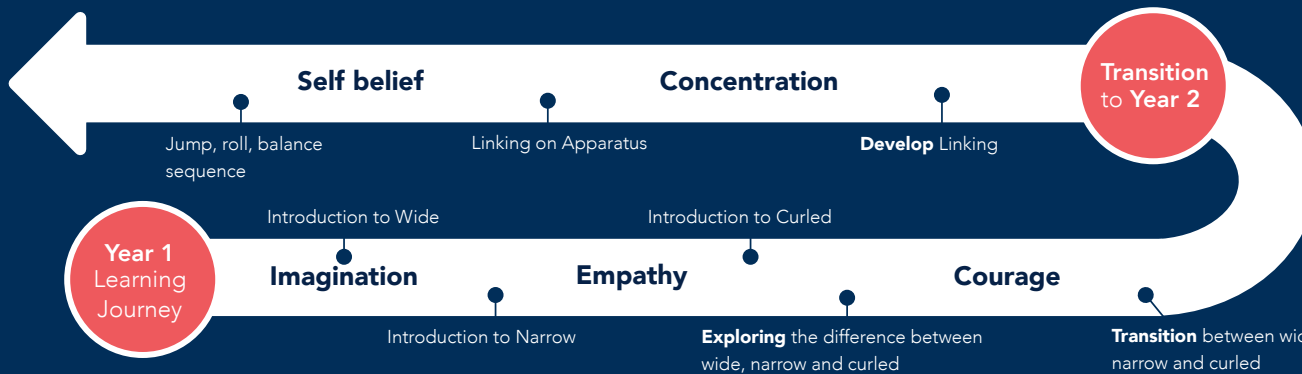 Self belief
Concentration
Transition
to Year 2
Jump, roll, balance
sequence
Linking on Apparatus
Develop Linking
Introduction to Wide
Introduction to Curled
Year 1
Learning
Journey
Imagination
Empathy
Courage
Introduction to Narrow
Exploring the difference between
wide, narrow and curled
Transition between
narrow and curled